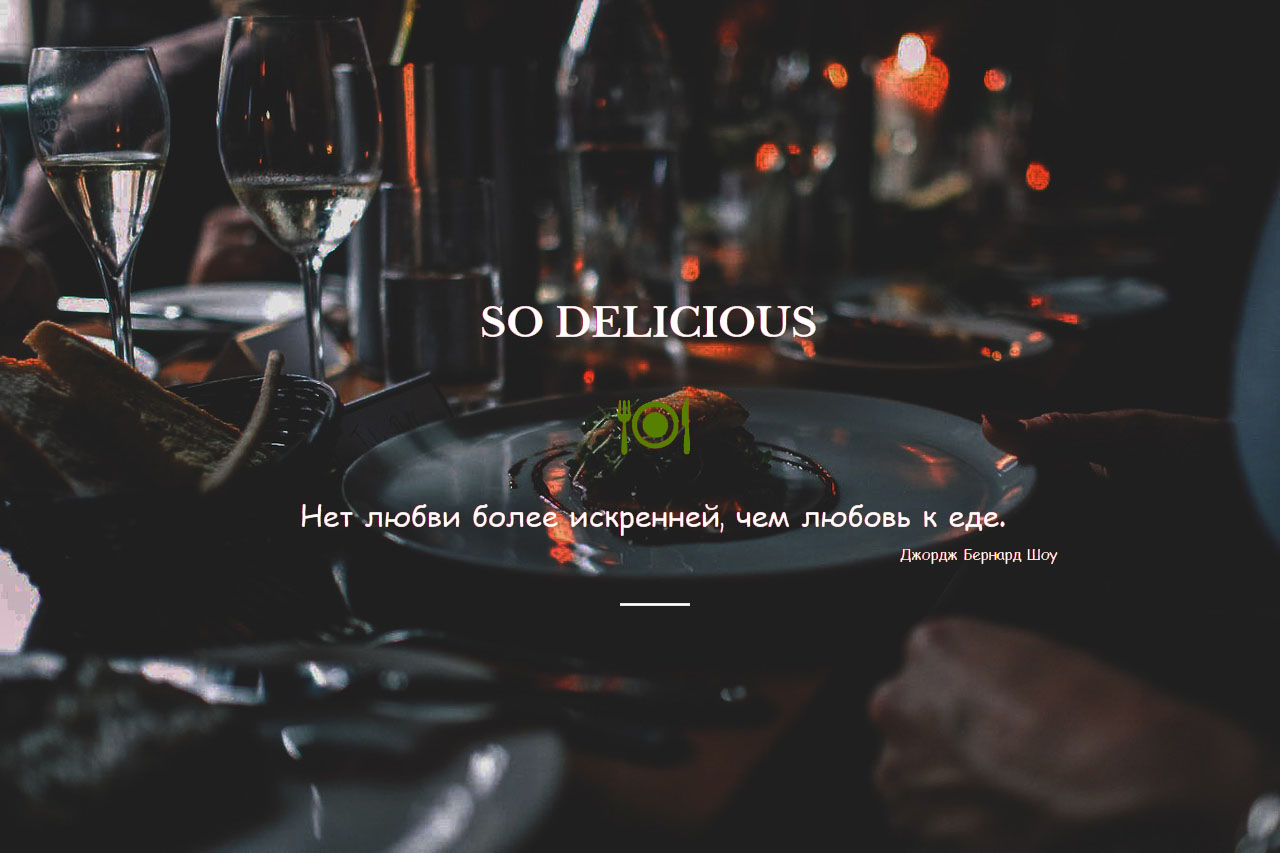 SO DELICIOUS
Нет любви более искренней, чем любовь к еде.
Джордж Бернард Шоу